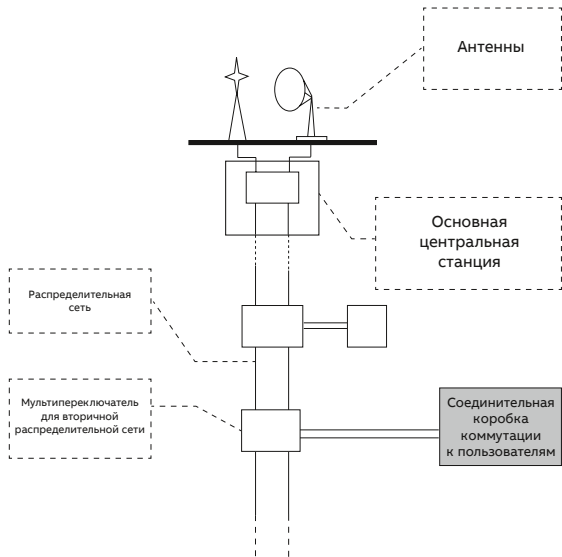 Антенны
Основная
центральная
станция
Распределительная
сеть
Мультипереключатель
для вторичной
распределительной сети
Соединительная
коробка
коммутации
к пользователям